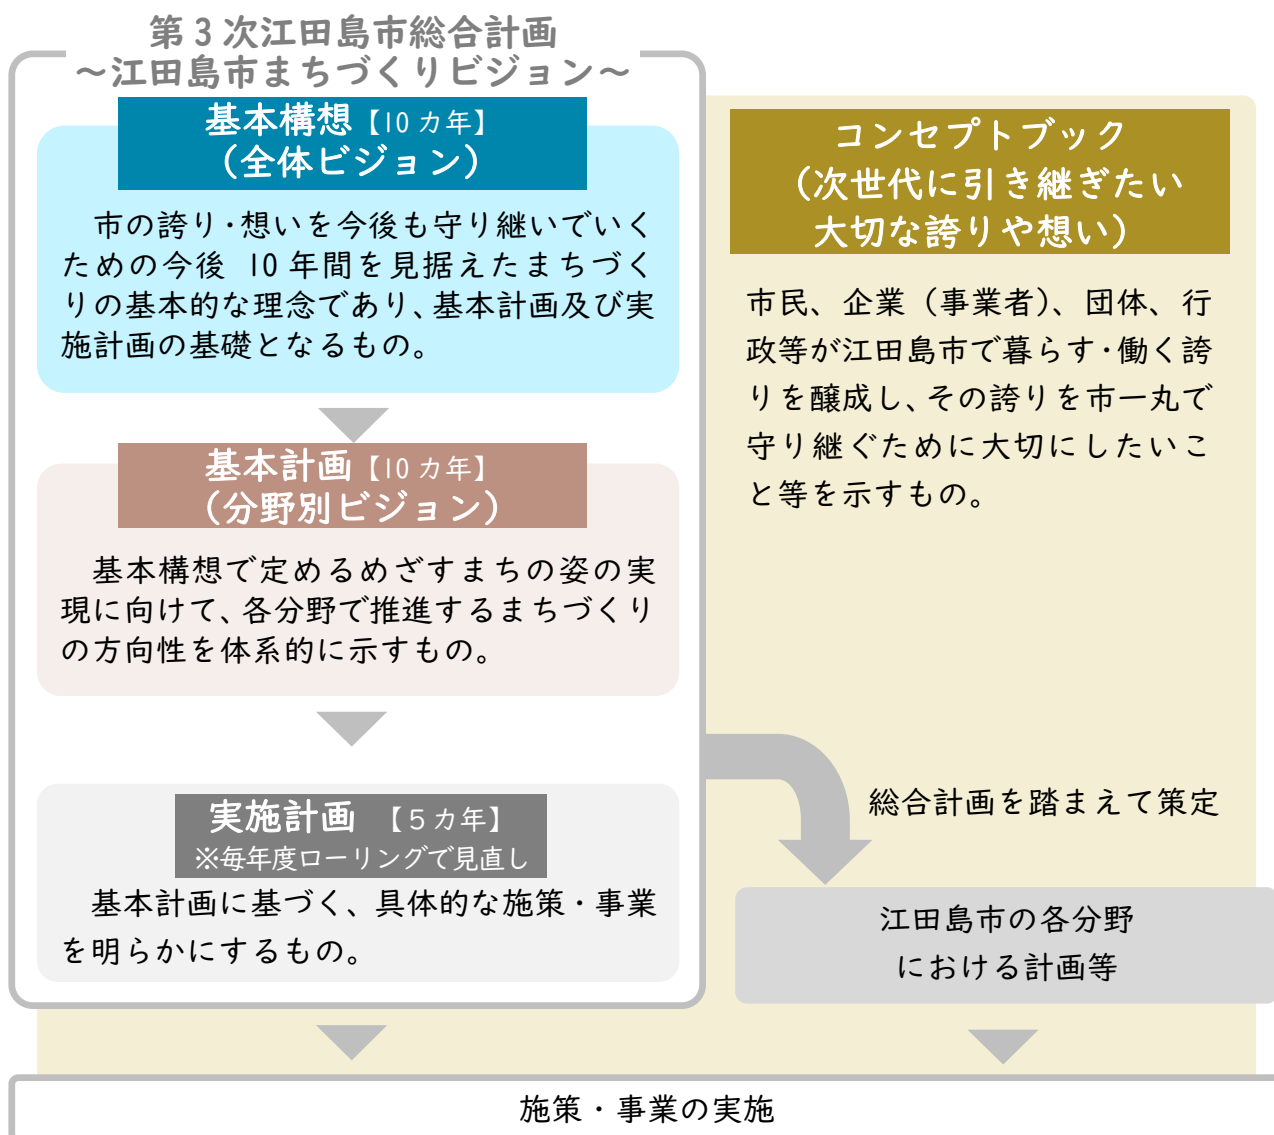 第３次江田島市総合計画
～江田島市まちづくりビジョン～
基本構想【10 カ年】
（全体ビジョン）
市の誇り・想いを今後も守り継いでいく
ための今後 10 年間を見据えたまちづく
りの基本的な理念であり、基本計画及び実
施計画の基礎となるもの。
基本計画【10 カ年】
（分野別ビジョン）
基本構想で定めるめざすまちの姿の実
現に向けて、各分野で推進するまちづくり
の方向性を体系的に示すもの。
実施計画 【５カ年】
※毎年度ローリングで見直し
基本計画に基づく、具体的な施策・事業
を明らかにするもの。
コンセプトブック
（次世代に引き継ぎたい
大切な誇りや想い）
市民、企業（事業者）、団体、行
政等が江田島市で暮らす・働く誇
りを醸成し、その誇りを市一丸で
守り継ぐために大切にしたいこ
と等を示すもの。
総合計画を踏まえて策定
江田島市の各分野
における計画等
施策・事業の実施